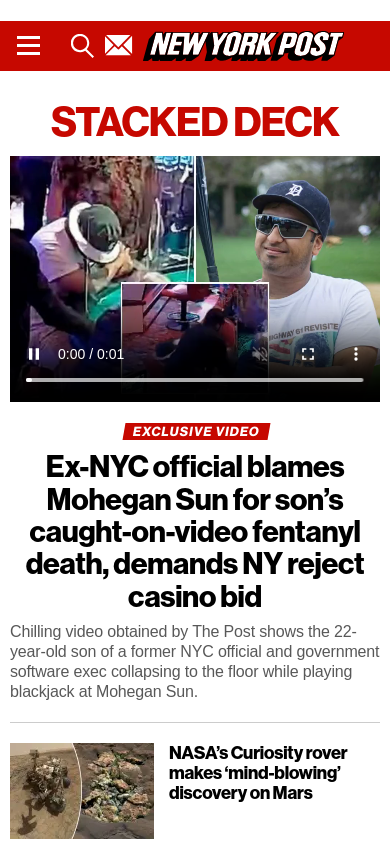 NEW YORK POST
STACKED DECK
0:00 / 0:01
EXCLUSIVE VIDEO
Ex-NYC official blames
Mohegan Sun for son’s
caught-on-video fentanyl
death, demands NY reject
casino bid
Chilling video obtained by The Post shows the 22-
year-old son of a former NYC official and government
software exec collapsing to the floor while playing
blackjack at Mohegan Sun.
NASA’s Curiosity rover
makes ‘mind-blowing’
discovery on Mars